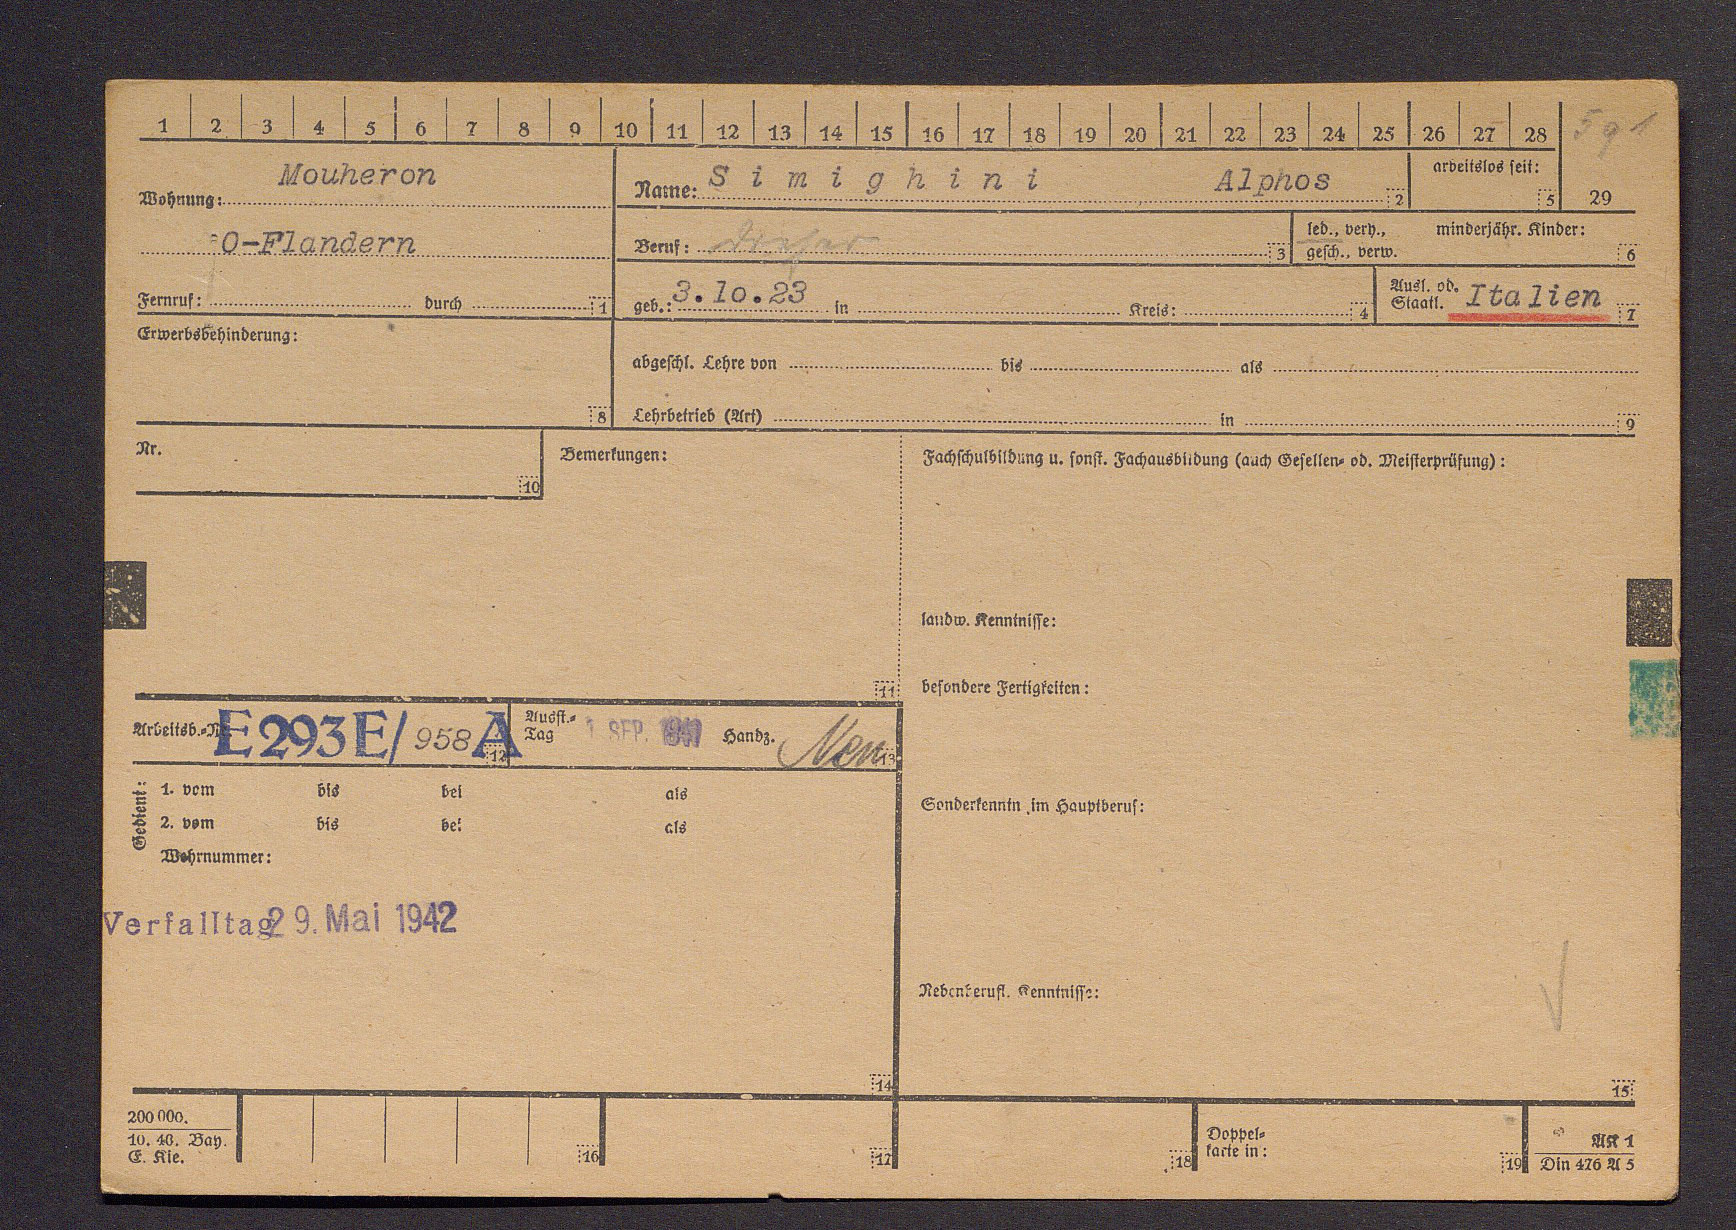 1 2 3 4 5 6 7 8 9 10 11 12 13 14 15 16 17 18 19 20 21 22 23 24 25 26 27 28 29
591
Wohnung: Mouheron
O-Flandern
Fernruf: durch 1
Name: Simighini Alphos 2
arbeitslos seit: 5
Beruf: 3
led., verh., gesch., verw.
minderjähr. Kinder: 6
geb.: 3.10.23 in Kreis: 4
Ausl. od. Staatl. Italien 7
Erwerbsbehinderung:
8
abgeschl. Lehre von bis als
Lehrbetrieb (Art) in 9
Nr.
10
Bemerkungen:
11
Fachschulbildung u. sonst. Fachausbildung (auch Gesellen- od. Meisterprüfung):
landw. Kenntnisse:
besondere Fertigkeiten:
Sonderkenntn. im Hauptberuf:
Nebenberufl. Kenntnisse:
15
Arbeitsb.-Nr. E293E/958A 12
Ausst.-Tag 1 SEP. 1941 Handz. 13
Gedient:
1. vom bis bei als
2. vom bis bei als
Wehrnummer:
Verfalltag 29. Mai 1942
14
200 000.
10. 40. Bay.
E. Kie.
16
17
18
Doppel-
karte in:
19
AK 1
Din 476 A 5